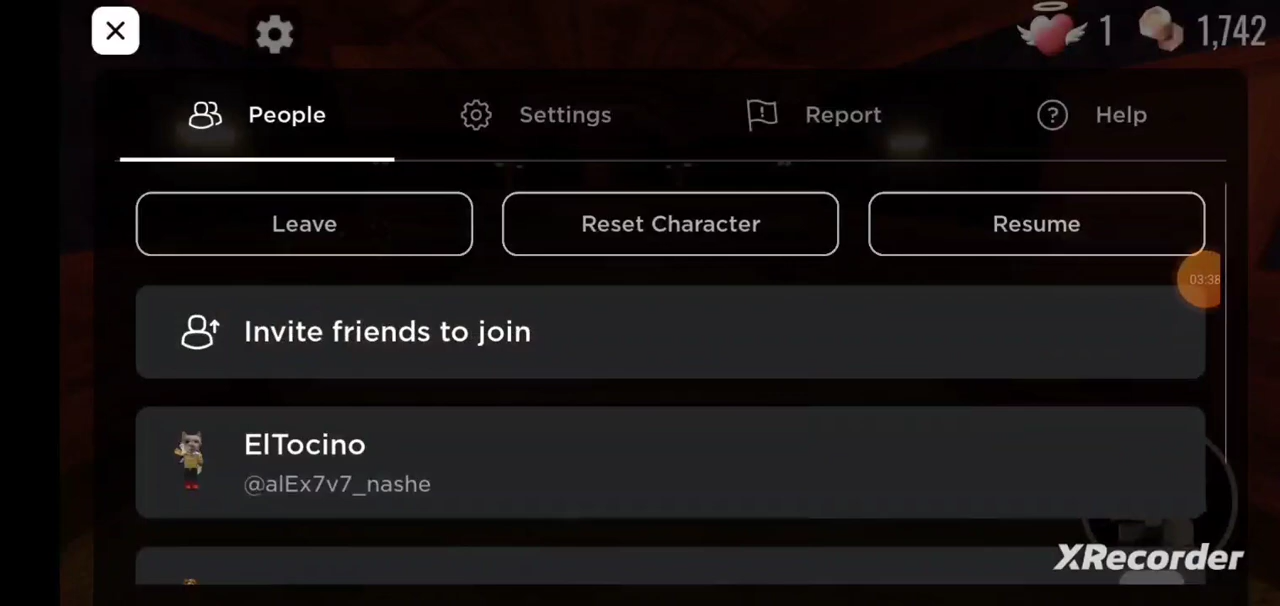 1
1,742
People
Settings
Report
Help
Leave
Reset Character
Resume
03:38
Invite friends to join
ElTocino
@alEx7v7_nashe
XRecorder